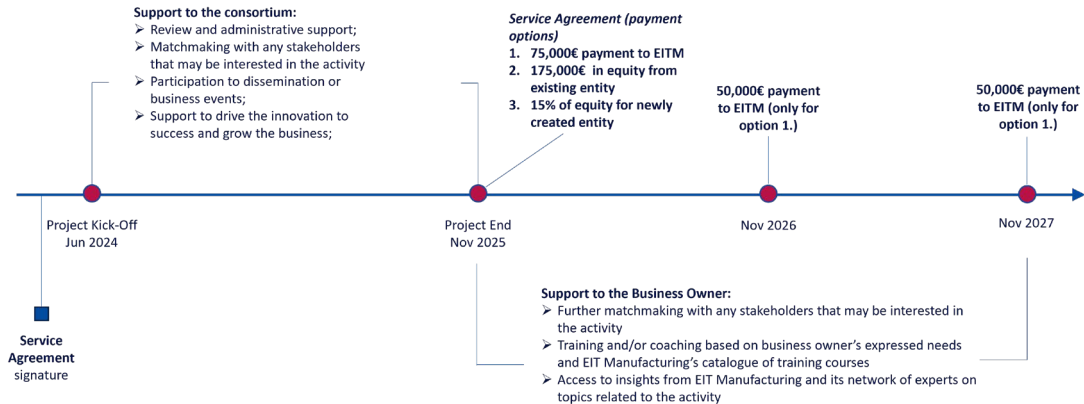 Support to the consortium:
➢ Review and administrative support;
➢ Matchmaking with any stakeholders
that may be interested in the activity
➢ Participation to dissemination or
business events;
➢ Support to drive the innovation to
success and grow the business;
Service Agreement (payment
options)
1. 75,000€ payment to EITM
2. 175,000€ in equity from
existing entity
3. 15% of equity for newly
created entity
50,000€ payment
to EITM (only for
option 1.)
50,000€ payment
to EITM (only for
option 1.)
Project Kick-Off
Jun 2024
Project End
Nov 2025
Nov 2026
Nov 2027
Service
Agreement
signature
Support to the Business Owner:
➢ Further matchmaking with any stakeholders that may be interested in
the activity
➢ Training and/or coaching based on business owner's expressed needs
and EIT Manufacturing's catalogue of training courses
➢ Access to insights from EIT Manufacturing and its network of experts on
topics related to the activity